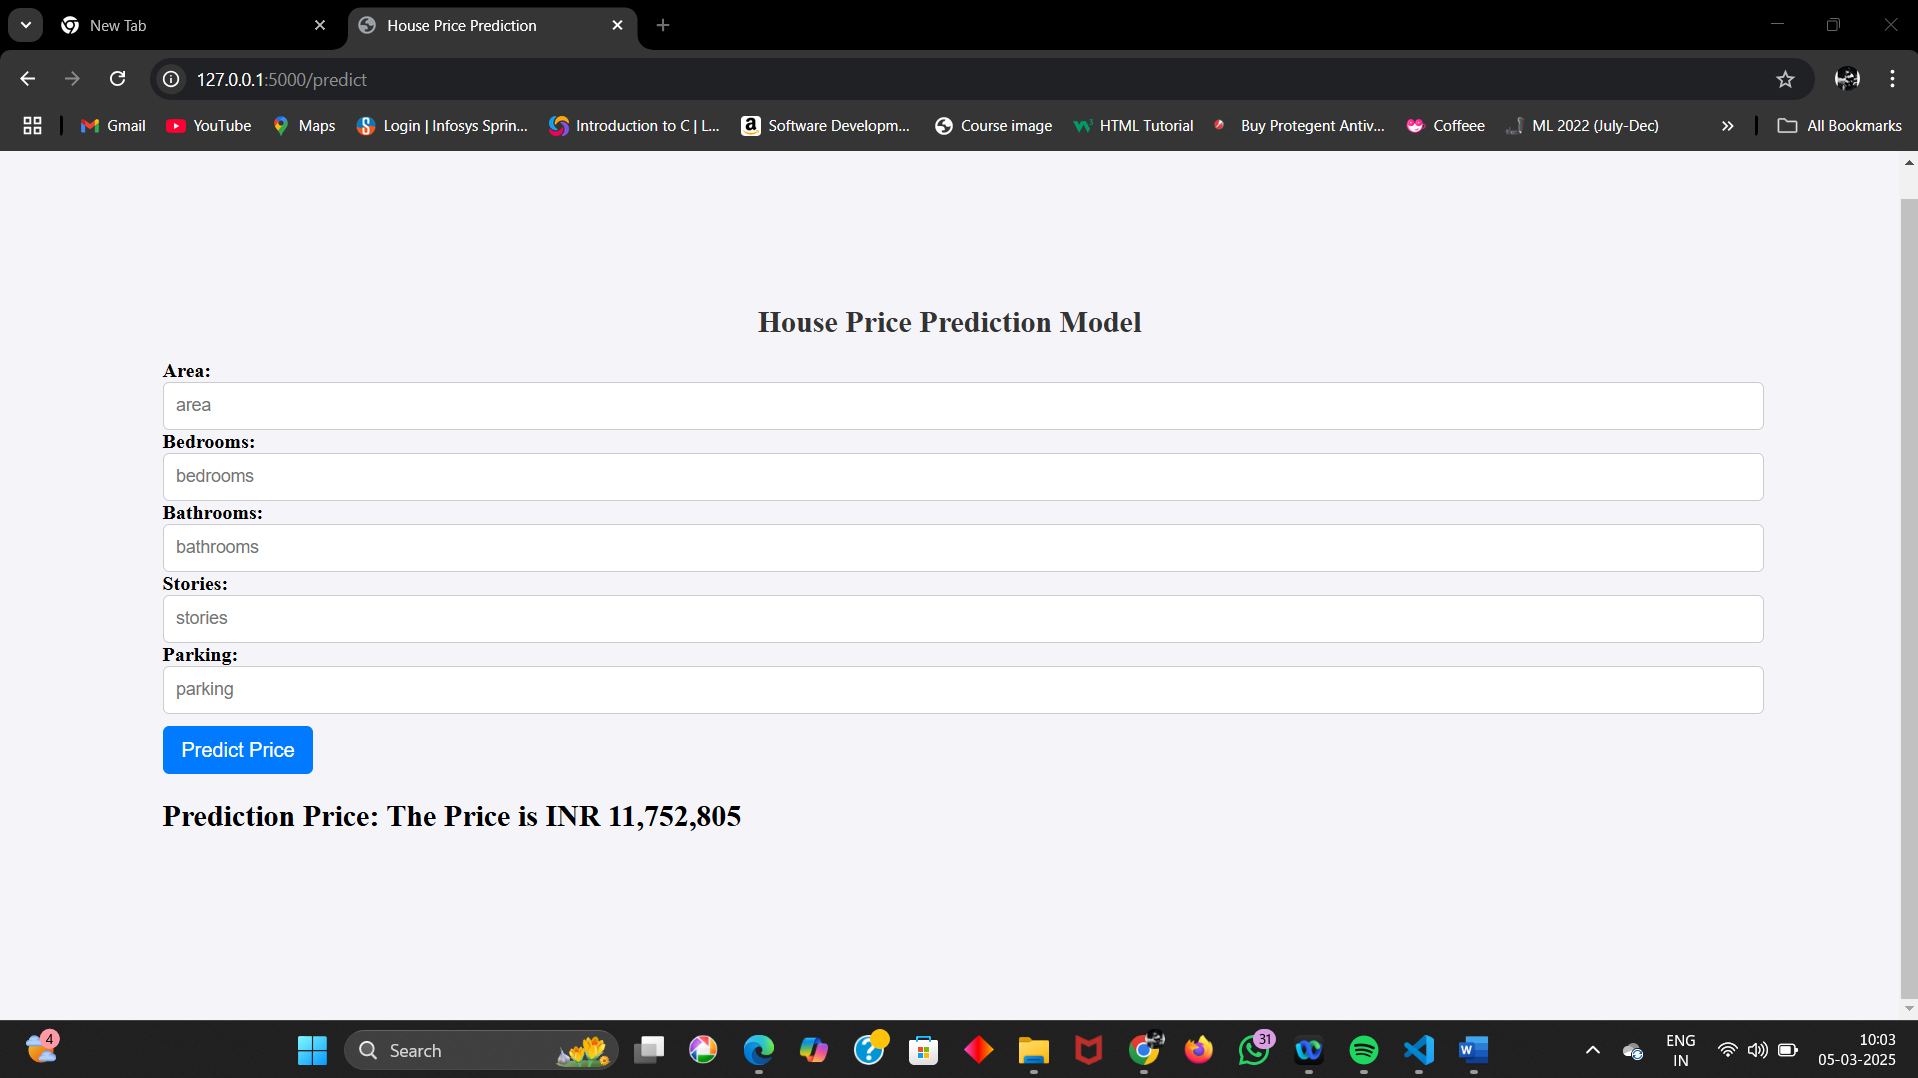 New Tab
House Price Prediction
127.0.0.1:5000/predict
Gmail
YouTube
Maps
Login | Infosys Sprin...
Introduction to C | L...
Software Developm...
Course image
HTML Tutorial
Buy Protegent Antiv...
Coffeee
ML 2022 (July-Dec)
All Bookmarks
House Price Prediction Model
Area:
area
Bedrooms:
bedrooms
Bathrooms:
bathrooms
Stories:
stories
Parking:
parking
Predict Price
Prediction Price: The Price is INR 11,752,805
4
Search
31
ENG
IN
10:03
05-03-2025